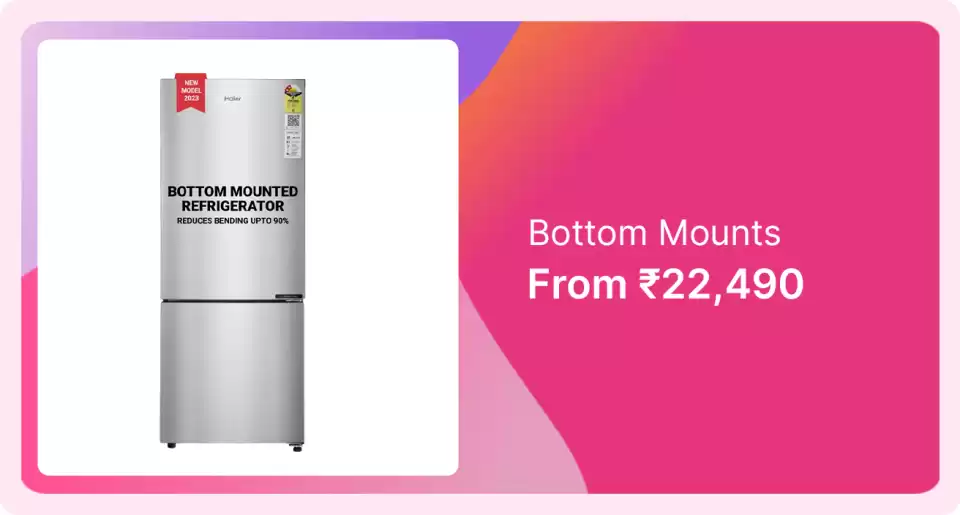 NEW
MODEL
2023
Haier
BOTTOM MOUNTED
REFRIGERATOR
REDUCES BENDING UPTO 90%
Bottom Mounts
From ₹22,490